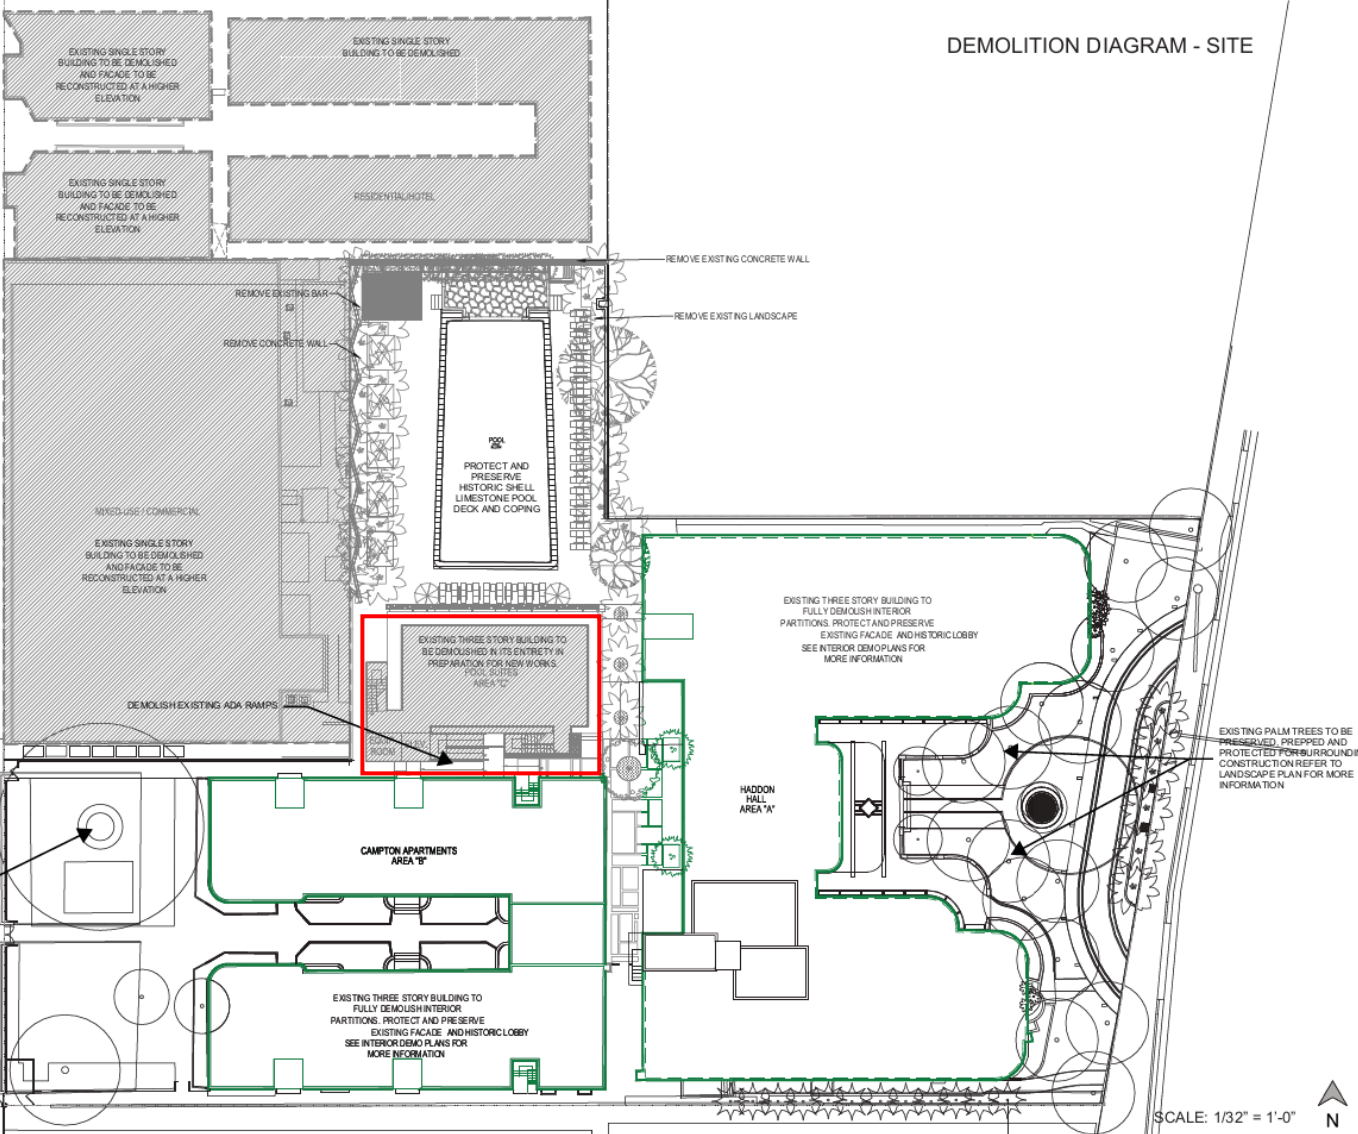 DEMOLITION DIAGRAM - SITE
EXISTING SINGLE STORY
BUILDING TO BE DEMOLISHED
AND FACADE TO BE
RECONSTRUCTED AT A HIGHER
ELEVATION
EXISTING SINGLE STORY
BUILDING TO BE DEMOLISHED
EXISTING SINGLE STORY
BUILDING TO BE DEMOLISHED
AND FACADE TO BE
RECONSTRUCTED AT A HIGHER
ELEVATION
RESIDENTIAL/HOTEL
REMOVE EXISTING CONCRETE WALL
REMOVE EXISTING BAR
REMOVE EXISTING LANDSCAPE
REMOVE CONCRETE WALL
POOL
PROTECT AND
PRESERVE
HISTORIC SHELL
LIMESTONE POOL
DECK AND COPING
MIXED-USE / COMMERCIAL
EXISTING SINGLE STORY
BUILDING TO BE DEMOLISHED
AND FACADE TO BE
RECONSTRUCTED AT A HIGHER
ELEVATION
EXISTING THREE STORY BUILDING TO
FULLY DEMOLISH INTERIOR
PARTITIONS. PROTECT AND PRESERVE
EXISTING FACADE AND HISTORIC LOBBY
SEE INTERIOR DEMO PLANS FOR
MORE INFORMATION
EXISTING THREE STORY BUILDING TO
BE DEMOLISHED IN ITS ENTIRETY IN
PREPARATION FOR NEW WORKS.
POOL SUITES
AREA "C"
DEMOLISH EXISTING ADA RAMPS
ROOM
EXISTING PALM TREES TO BE
PRESERVED, PREPPED AND
PROTECTED FOR SURROUNDIN
CONSTRUCTION REFER TO
LANDSCAPE PLAN FOR MORE
INFORMATION
HADDON
HALL
AREA "A"
CAMPTON APARTMENTS
AREA "B"
EXISTING THREE STORY BUILDING TO
FULLY DEMOLISH INTERIOR
PARTITIONS. PROTECT AND PRESERVE
EXISTING FACADE AND HISTORIC LOBBY
SEE INTERIOR DEMO PLANS FOR
MORE INFORMATION
SCALE: 1/32" = 1'-0"
N